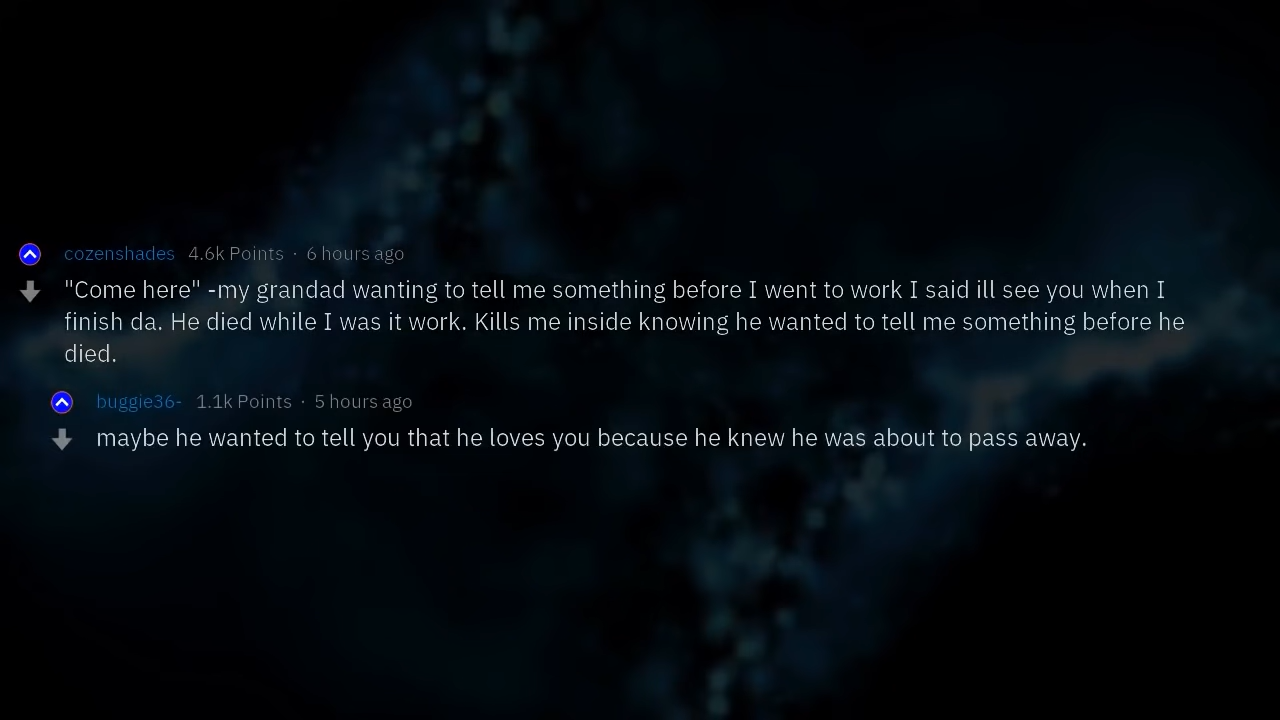 cozenshades 4.6k Points · 6 hours ago
"Come here" -my grandad wanting to tell me something before I went to work I said ill see you when I
finish da. He died while I was it work. Kills me inside knowing he wanted to tell me something before he
died.
buggie36- 1.1k Points · 5 hours ago
maybe he wanted to tell you that he loves you because he knew he was about to pass away.